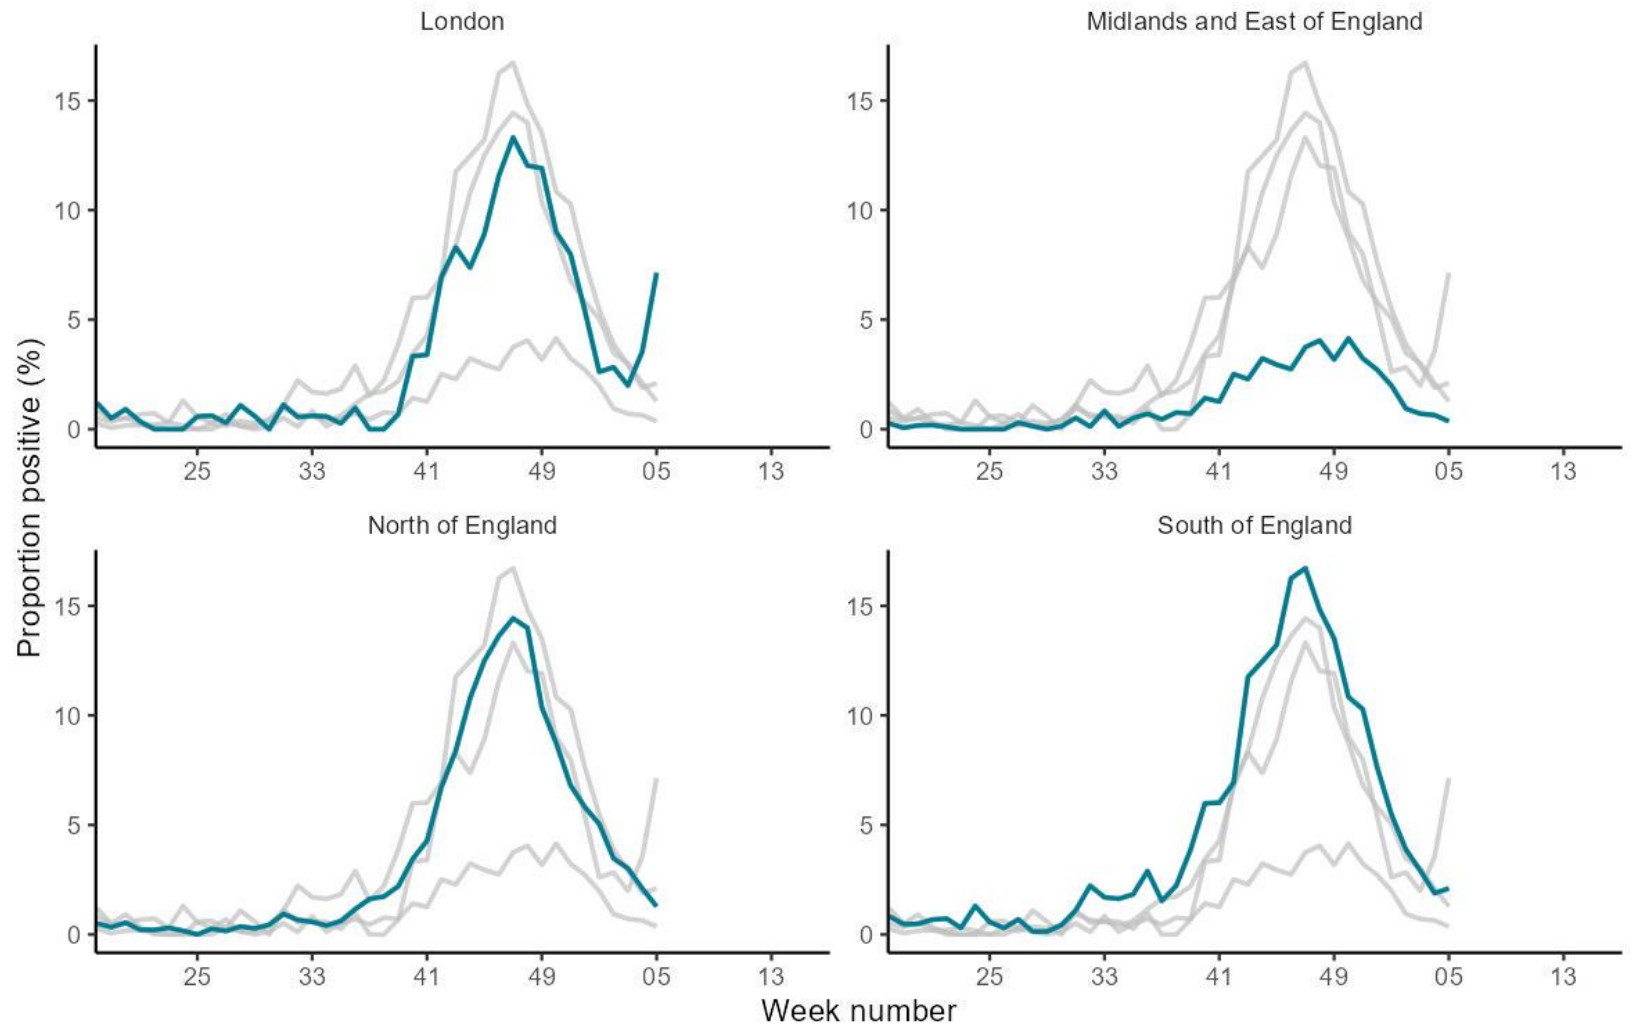 London
Midlands and East of England
15
10
5
0
25 33 41 49 05 13
15
10
5
0
25 33 41 49 05 13
North of England
South of England
15
10
5
0
25 33 41 49 05 13
15
10
5
0
25 33 41 49 05 13
Proportion positive (%)
Week number